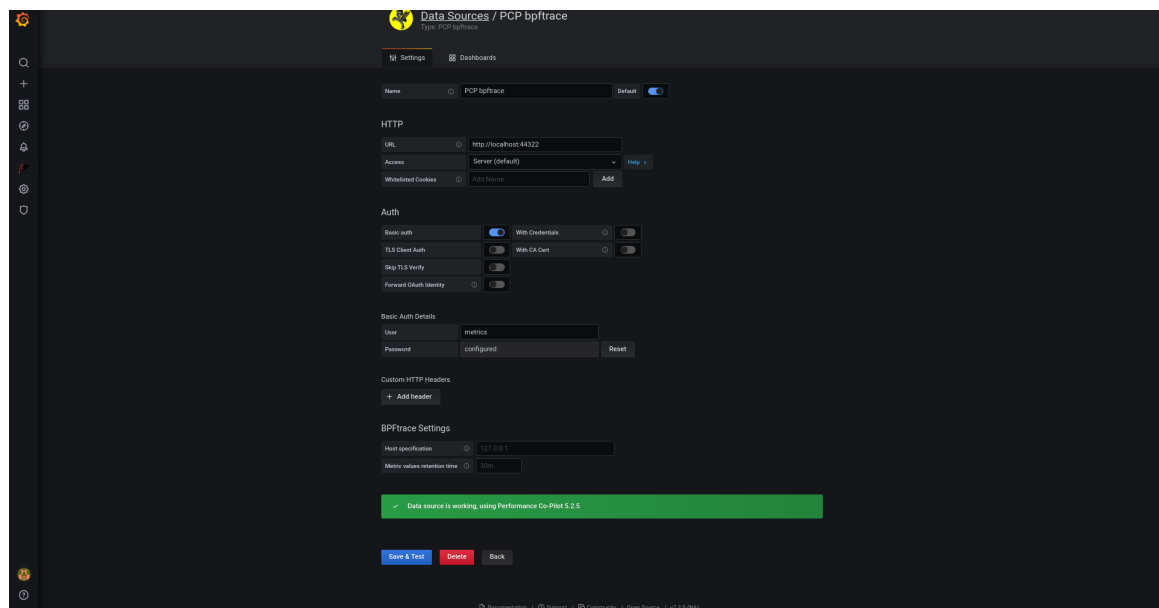 Data Sources / PCP bpftrace
Type: PCP bpftrace
Settings Dashboards
Name PCP bpftrace Default
HTTP
URL http://localhost:44322
Access Server (default) Help >
Whitelisted Cookies Add Name Add
Auth
Basic auth With Credentials
TLS Client Auth With CA Cert
Skip TLS Verify
Forward OAuth Identity
Basic Auth Details
User metrics
Password configured Reset
Custom HTTP Headers
+ Add header
BPFtrace Settings
Host specification 127.0.0.1
Metric values retention time 30m
Data source is working, using Performance Co-Pilot 5.2.5
Save & Test Delete Back
Documentation | Support | Community | Open Source |